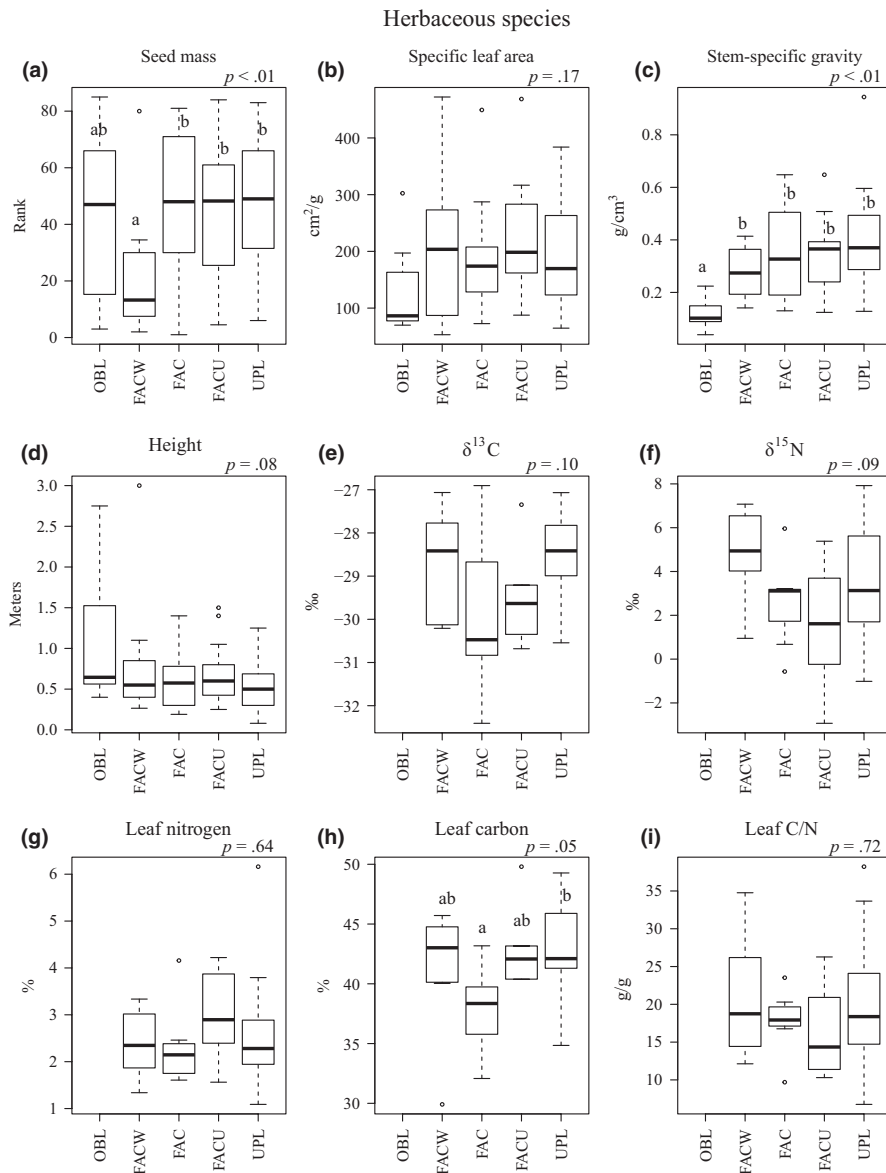 Herbaceous species
(a) Seed mass
p < .01
Rank
80
60
40
20
0
ab
a
b
b
b
OBL
FACW
FAC
FACU
UPL
(b) Specific leaf area
p = .17
cm²/g
400
300
200
100
OBL
FACW
FAC
FACU
UPL
(c) Stem-specific gravity
p < .01
g/cm³
0.8
0.6
0.4
0.2
a
b
b
b
b
OBL
FACW
FAC
FACU
UPL
(d) Height
p = .08
Meters
3.0
2.5
2.0
1.5
1.0
0.5
0.0
OBL
FACW
FAC
FACU
UPL
(e) δ¹³C
p = .10
‰
−27
−28
−29
−30
−31
−32
OBL
FACW
FAC
FACU
UPL
(f) δ¹⁵N
p = .09
‰
8
6
4
2
0
−2
OBL
FACW
FAC
FACU
UPL
(g) Leaf nitrogen
p = .64
%
6
5
4
3
2
1
OBL
FACW
FAC
FACU
UPL
(h) Leaf carbon
p = .05
%
50
45
40
35
30
ab
a
ab
b
OBL
FACW
FAC
FACU
UPL
(i) Leaf C/N
p = .72
g/g
35
30
25
20
15
10
OBL
FACW
FAC
FACU
UPL